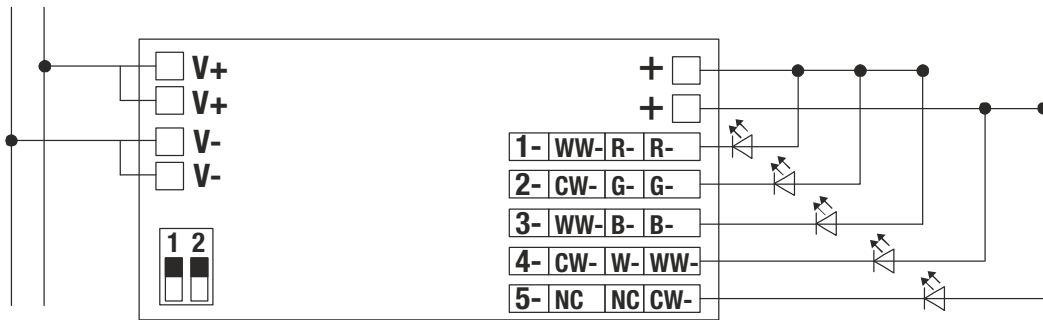 V+
V+
V-
V-
+
+
1- WW- R- R-
2- CW- G- G-
3- WW- B- B-
4- CW- W- WW-
5- NC NC CW-
1 2